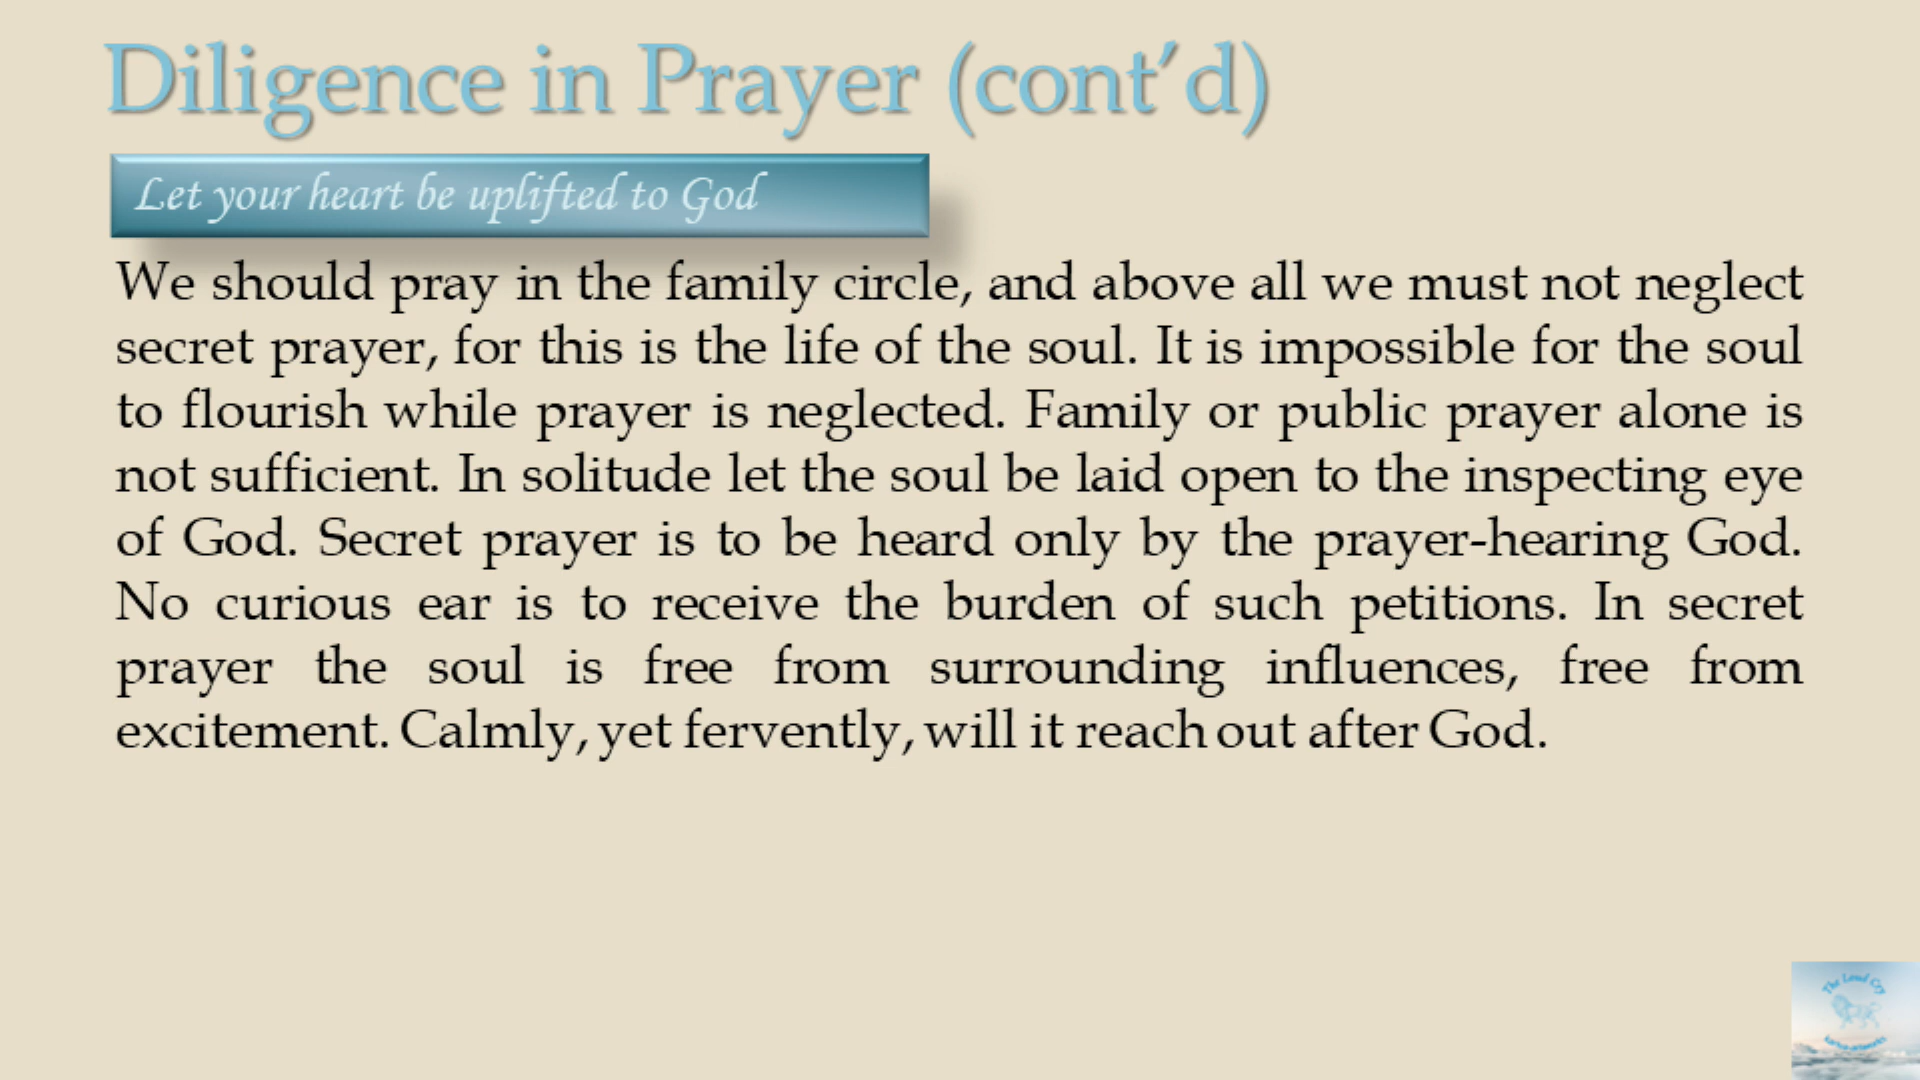 Diligence in Prayer (cont’d)
Let your heart be uplifted to God
We should pray in the family circle, and above all we must not neglect
secret prayer, for this is the life of the soul. It is impossible for the soul
to flourish while prayer is neglected. Family or public prayer alone is
not sufficient. In solitude let the soul be laid open to the inspecting eye
of God. Secret prayer is to be heard only by the prayer-hearing God.
No curious ear is to receive the burden of such petitions. In secret
prayer the soul is free from surrounding influences, free from
excitement. Calmly, yet fervently, will it reach out after God.
The Loud Cry